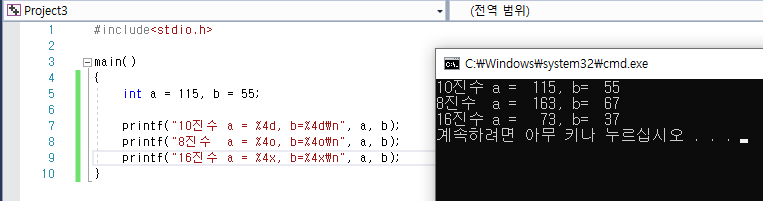 Project3
(전역 범위)
1 #include<stdio.h>
2
3 main()
4 {
5 int a = 115, b = 55;
6
7 printf("10진수 a = %4d, b=%4d₩n", a, b);
8 printf("8진수  a = %4o, b=%4o₩n", a, b);
9 printf("16진수 a = %4x, b=%4x₩n", a, b);
10 }
C:₩Windows₩system32₩cmd.exe
10진수 a =  115, b=  55
8진수  a =  163, b=  67
16진수 a =   73, b=  37
계속하려면 아무 키나 누르십시오 . . .